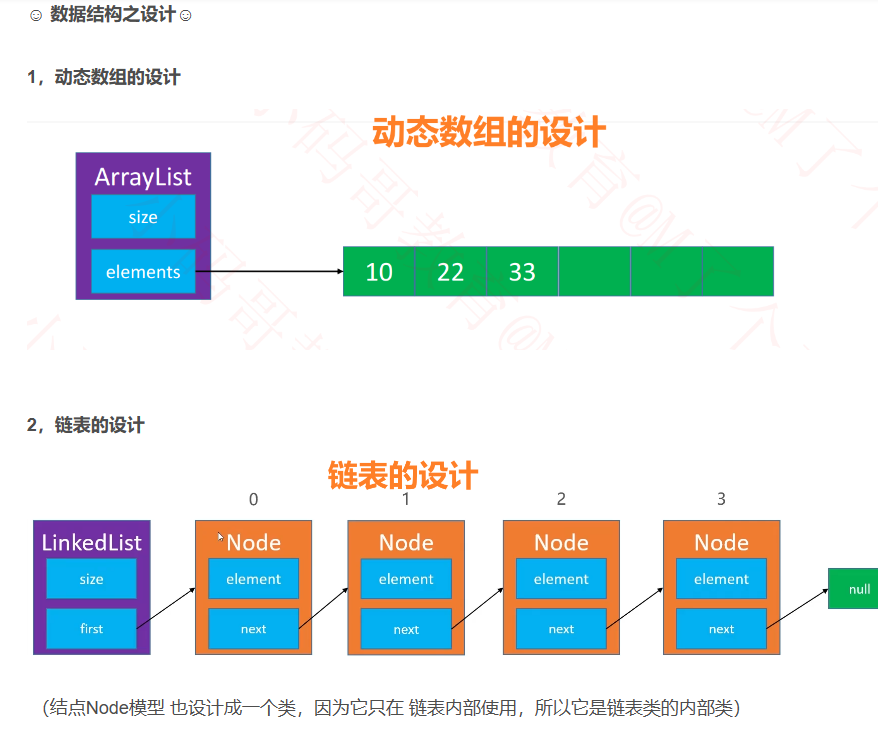 ☺ 数据结构之设计☺
1，动态数组的设计
动态数组的设计
ArrayList
size
elements
10 22 33
2，链表的设计
链表的设计
0 1 2 3
LinkedList Node Node Node Node
size element element element element
null
first next next next next
（结点Node模型 也设计成一个类，因为它只在 链表内部使用，所以它是链表类的内部类）